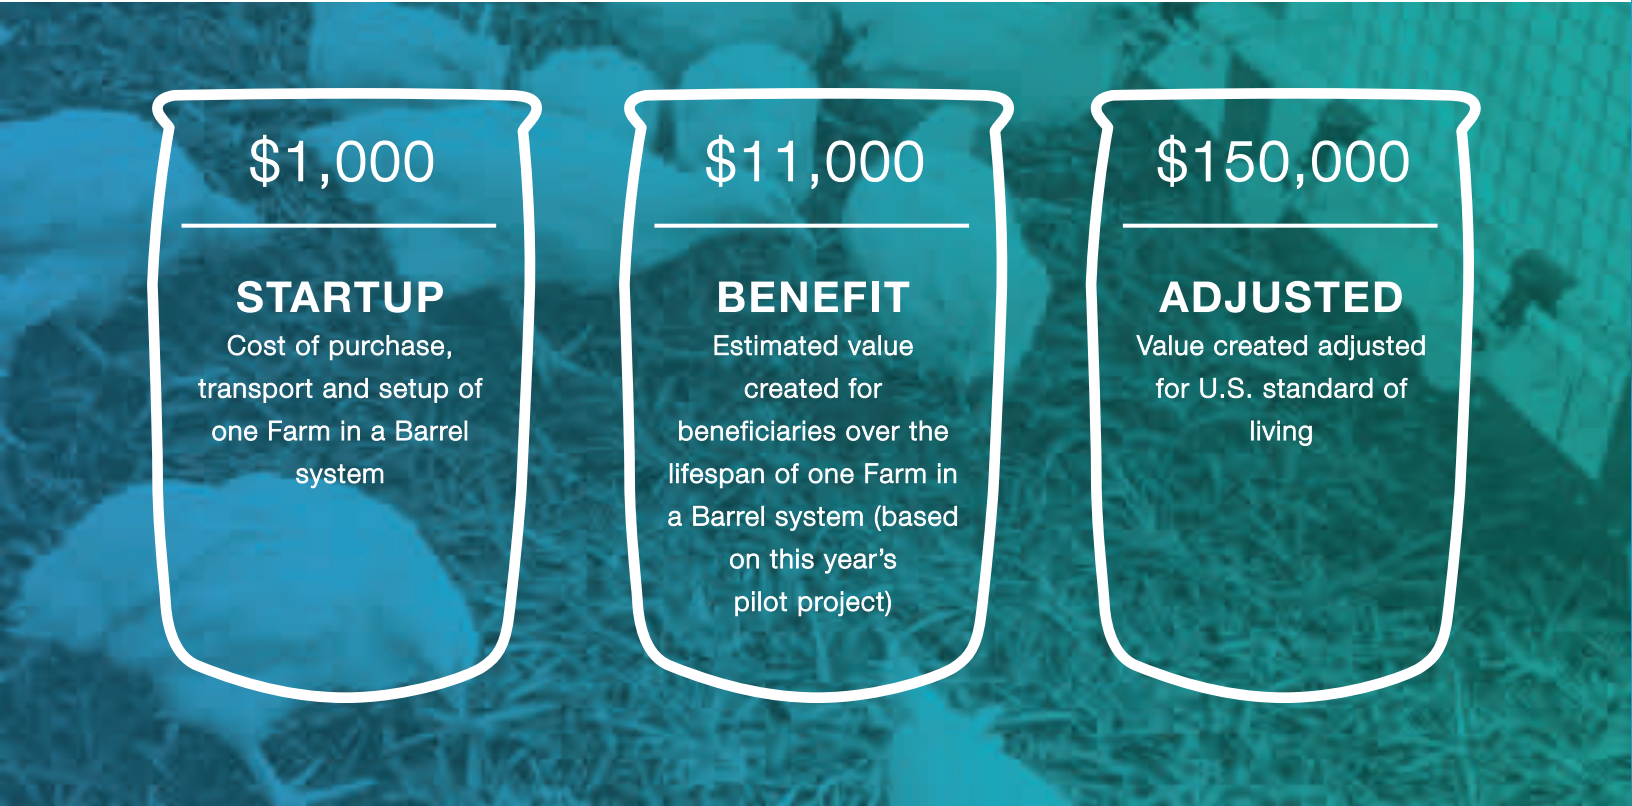 $1,000
STARTUP
Cost of purchase,
transport and setup of
one Farm in a Barrel
system
$11,000
BENEFIT
Estimated value
created for
beneficiaries over the
lifespan of one Farm in
a Barrel system (based
on this year’s
pilot project)
$150,000
ADJUSTED
Value created adjusted
for U.S. standard of
living